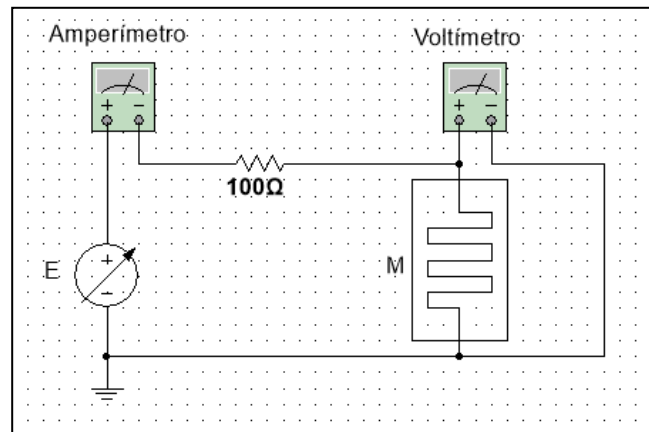 Amperímetro
Voltímetro
+ −
+ −
100Ω
+
E
−
M